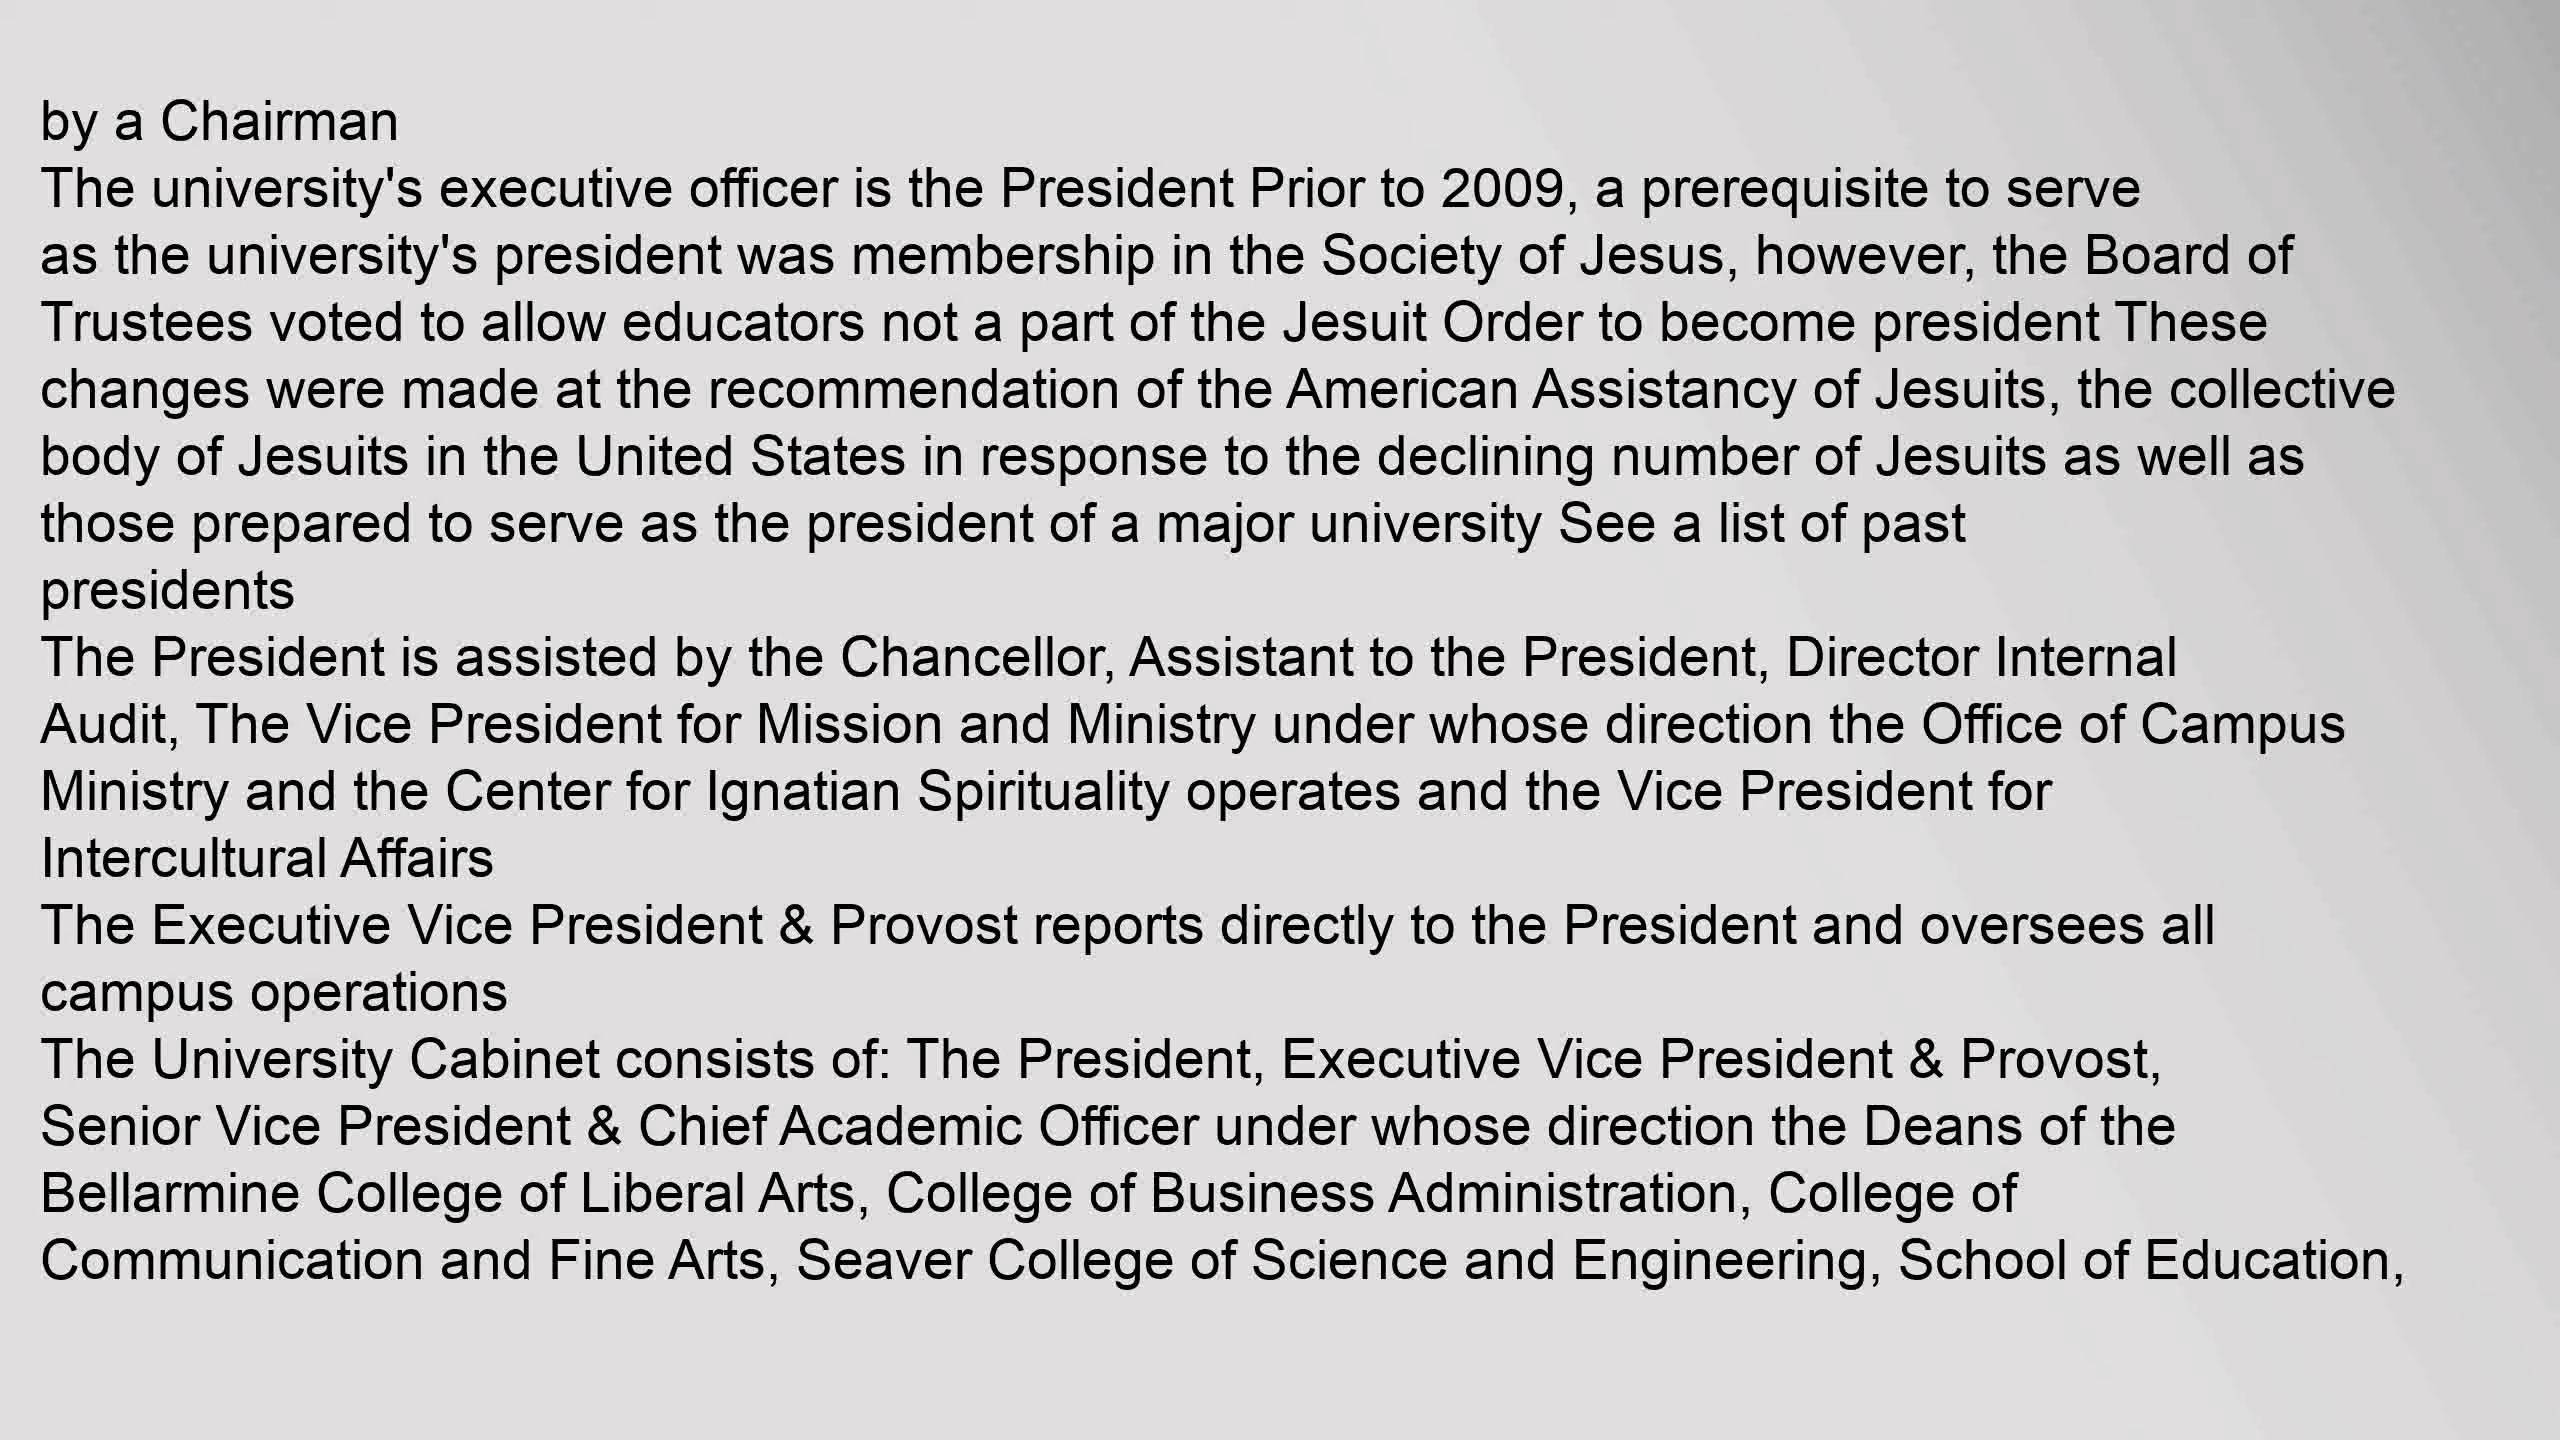 by a Chairman
The university's executive officer is the President Prior to 2009, a prerequisite to serve
as the university's president was membership in the Society of Jesus, however, the Board of
Trustees voted to allow educators not a part of the Jesuit Order to become president These
changes were made at the recommendation of the American Assistancy of Jesuits, the collective
body of Jesuits in the United States in response to the declining number of Jesuits as well as
those prepared to serve as the president of a major university See a list of past
presidents
The President is assisted by the Chancellor, Assistant to the President, Director Internal
Audit, The Vice President for Mission and Ministry under whose direction the Office of Campus
Ministry and the Center for Ignatian Spirituality operates and the Vice President for
Intercultural Affairs
The Executive Vice President & Provost reports directly to the President and oversees all
campus operations
The University Cabinet consists of: The President, Executive Vice President & Provost,
Senior Vice President & Chief Academic Officer under whose direction the Deans of the
Bellarmine College of Liberal Arts, College of Business Administration, College of
Communication and Fine Arts, Seaver College of Science and Engineering, School of Education,